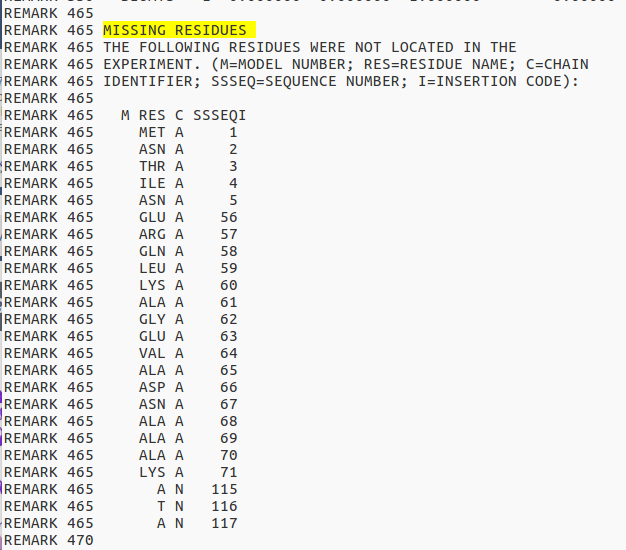 REMARK 465
REMARK 465 MISSING RESIDUES
REMARK 465 THE FOLLOWING RESIDUES WERE NOT LOCATED IN THE
REMARK 465 EXPERIMENT. (M=MODEL NUMBER; RES=RESIDUE NAME; C=CHAIN
REMARK 465 IDENTIFIER; SSSEQ=SEQUENCE NUMBER; I=INSERTION CODE):
REMARK 465
REMARK 465   M RES C SSSEQI
REMARK 465     MET A     1
REMARK 465     ASN A     2
REMARK 465     THR A     3
REMARK 465     ILE A     4
REMARK 465     ASN A     5
REMARK 465     GLU A    56
REMARK 465     ARG A    57
REMARK 465     GLN A    58
REMARK 465     LEU A    59
REMARK 465     LYS A    60
REMARK 465     ALA A    61
REMARK 465     GLY A    62
REMARK 465     GLU A    63
REMARK 465     VAL A    64
REMARK 465     ALA A    65
REMARK 465     ASP A    66
REMARK 465     ASN A    67
REMARK 465     ALA A    68
REMARK 465     ALA A    69
REMARK 465     ALA A    70
REMARK 465     LYS A    71
REMARK 465       A N   115
REMARK 465       T N   116
REMARK 465       A N   117
REMARK 470